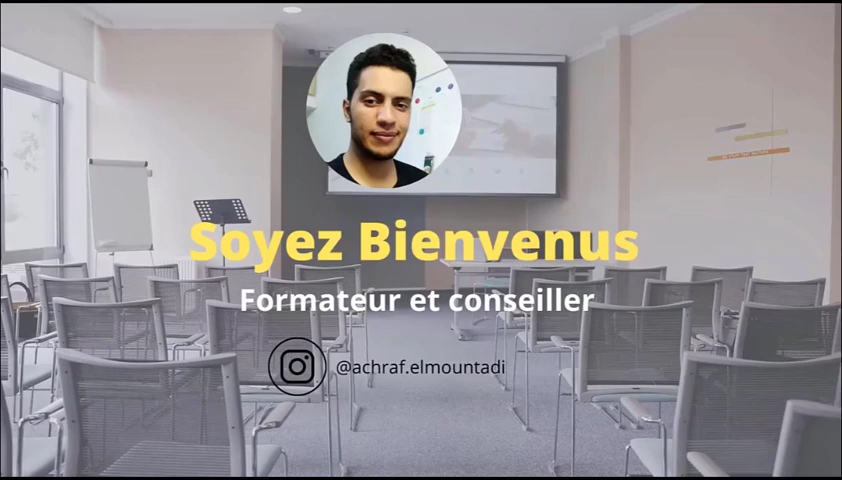 Soyez Bienvenus
Formateur et conseiller
@achraf.elmountadi